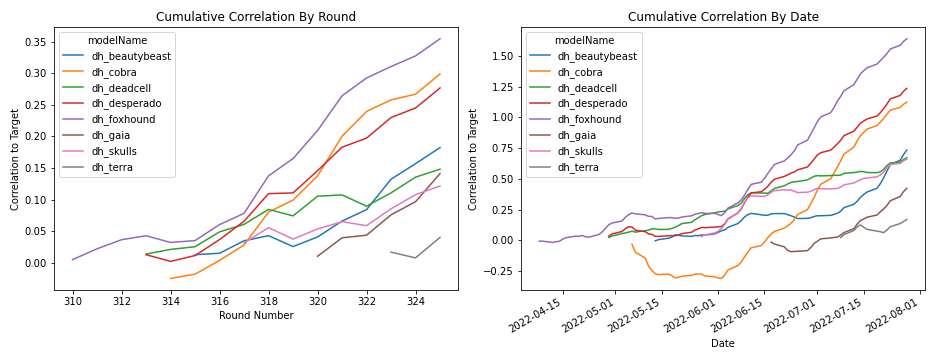 Cumulative Correlation By Round
Correlation to Target
0.35
0.30
0.25
0.20
0.15
0.10
0.05
0.00
modelName
dh_beautybeast
dh_cobra
dh_deadcell
dh_desperado
dh_foxhound
dh_gaia
dh_skulls
dh_terra
310 312 314 316 318 320 322 324
Round Number
Cumulative Correlation By Date
Correlation to Target
1.50
1.25
1.00
0.75
0.50
0.25
0.00
−0.25
modelName
dh_beautybeast
dh_cobra
dh_deadcell
dh_desperado
dh_foxhound
dh_gaia
dh_skulls
dh_terra
2022-04-15 2022-05-01 2022-05-15 2022-06-01 2022-06-15 2022-07-01 2022-07-15 2022-08-01
Date